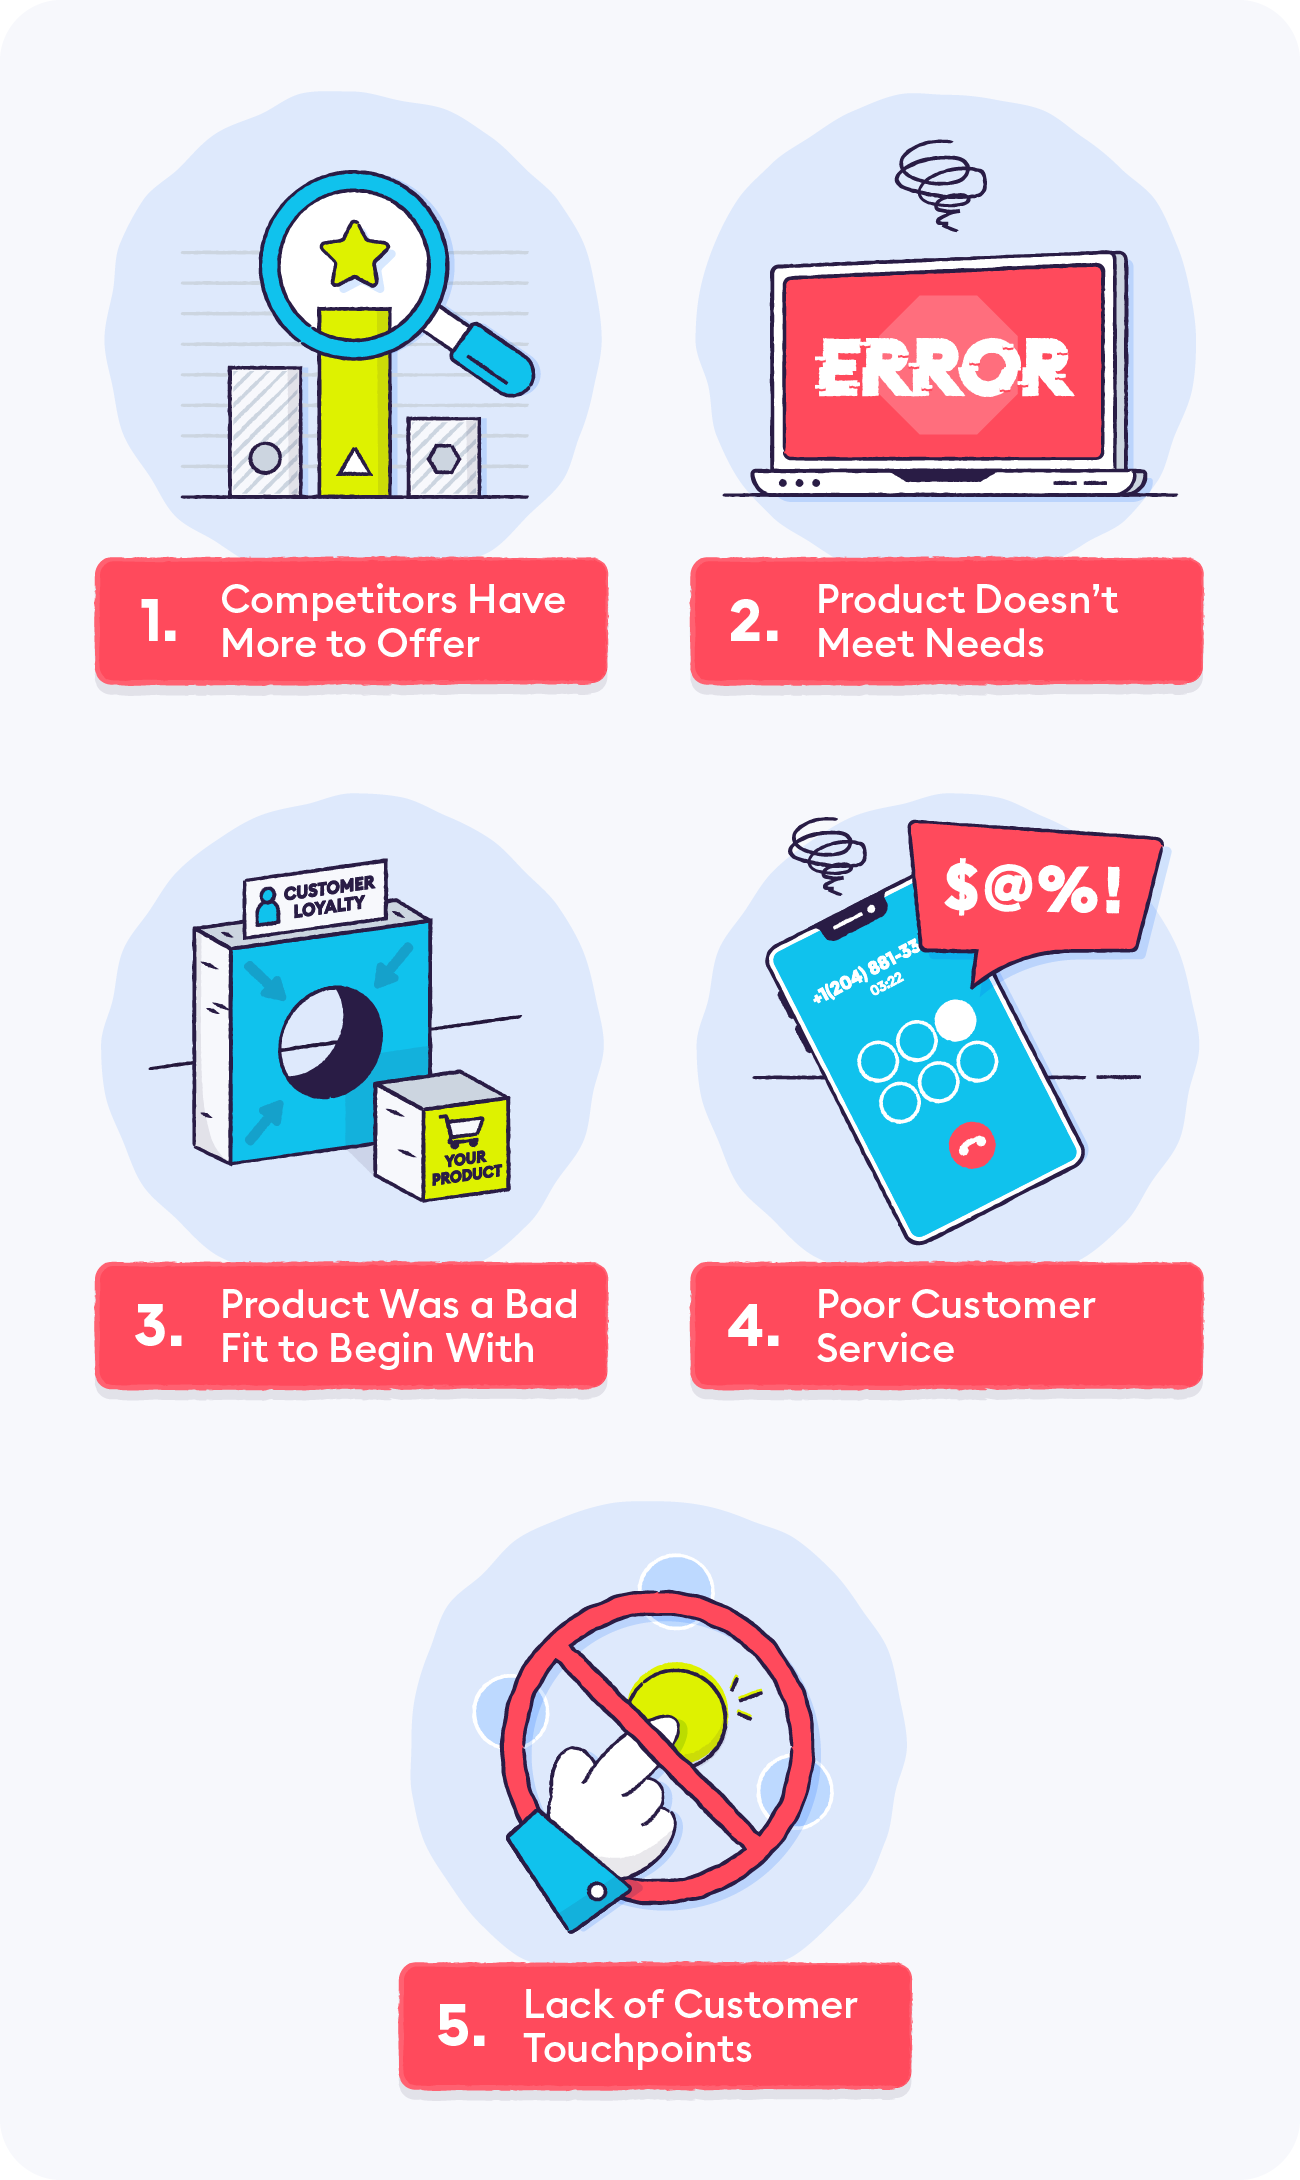 1. Competitors Have
More to Offer
ERROR
2. Product Doesn’t
Meet Needs
CUSTOMER
LOYALTY
YOUR
PRODUCT
3. Product Was a Bad
Fit to Begin With
$@%!
+1(204) 881-33
03:22
4. Poor Customer
Service
5. Lack of Customer
Touchpoints